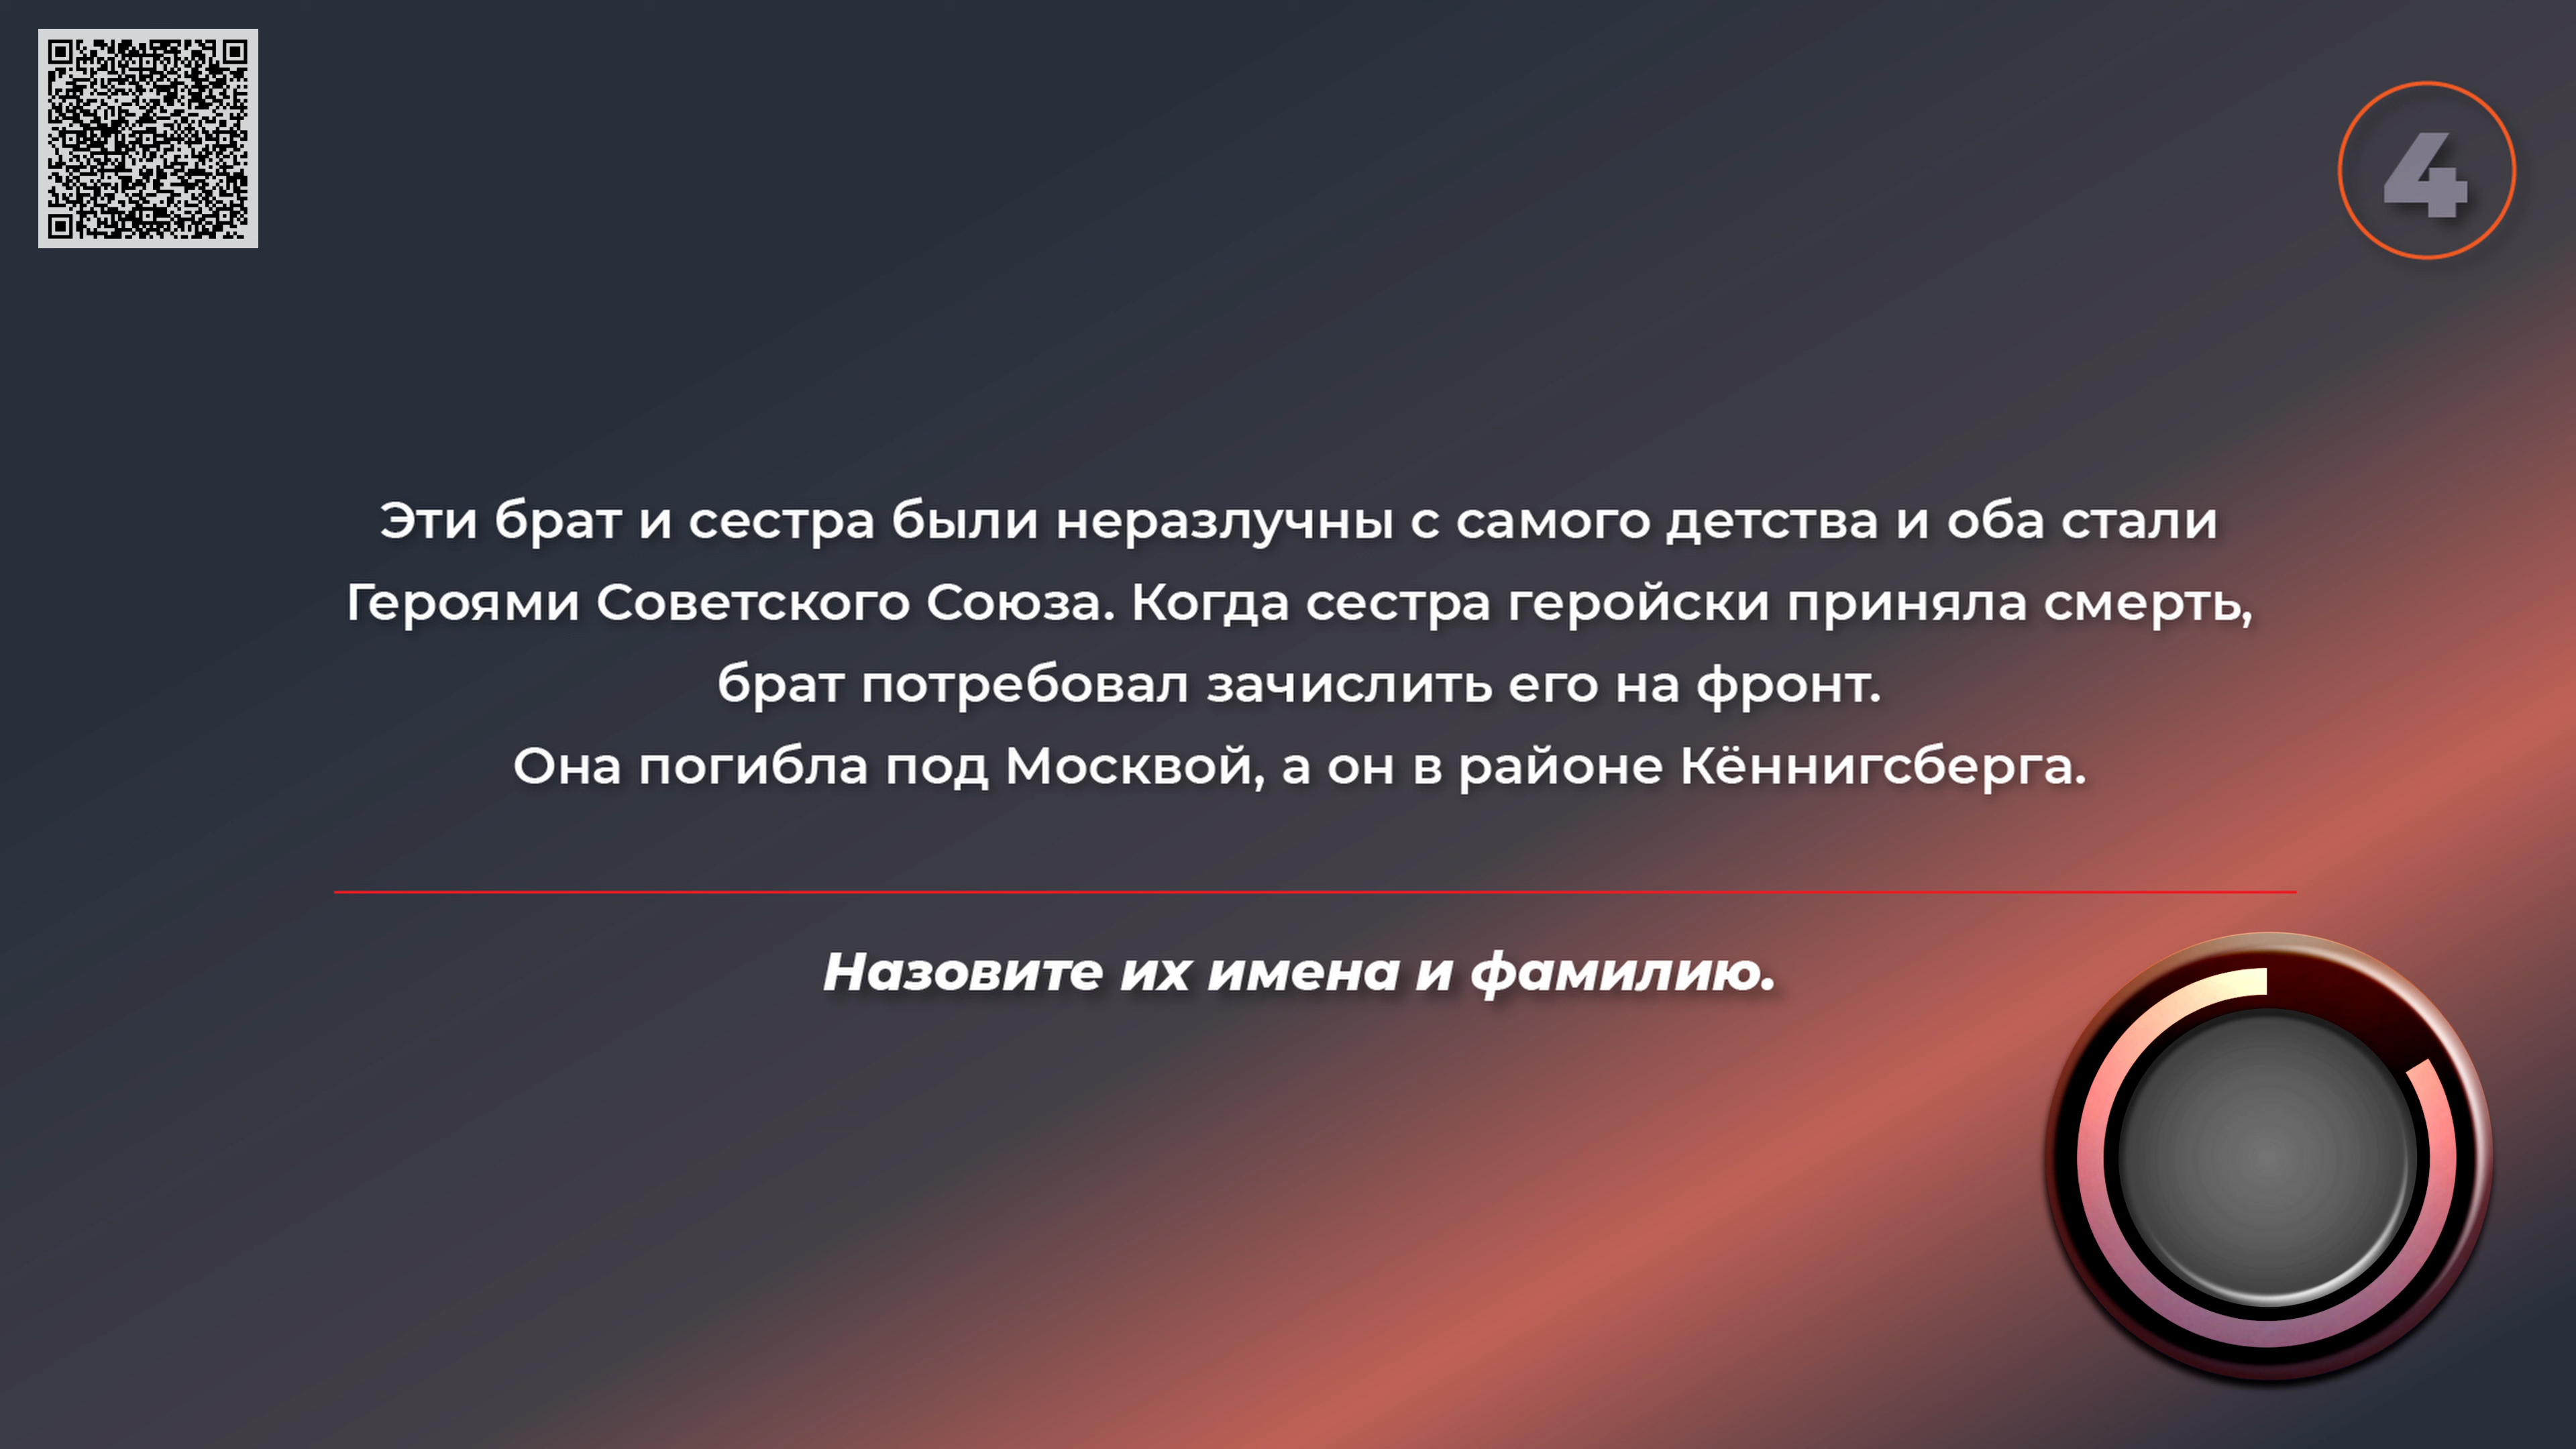 4
Эти брат и сестра были неразлучны с самого детства и оба стали
Героями Советского Союза. Когда сестра геройски приняла смерть,
брат потребовал зачислить его на фронт.
Она погибла под Москвой, а он в районе Кённигсберга.
Назовите их имена и фамилию.